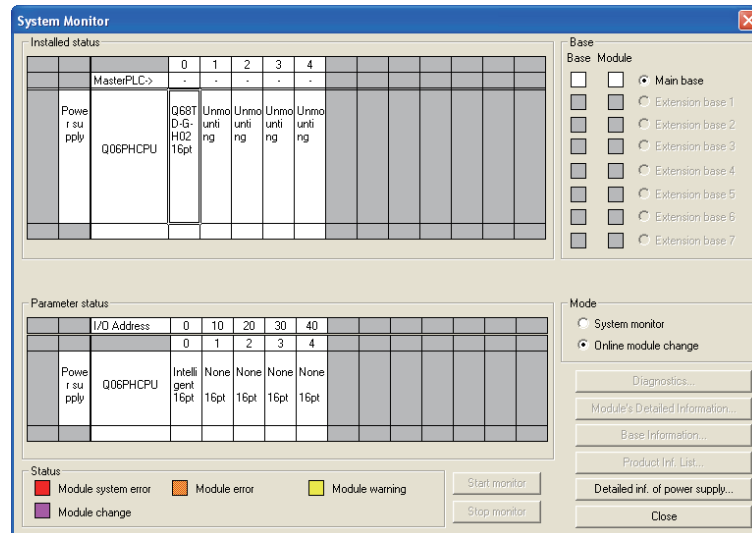 System Monitor
Installed status
0 1 2 3 4
MasterPLC-> - - - - -
Powe
r su
pply
Q06PHCPU
Q68T
D-G-
H02
16pt
Unmo
unti
ng
Unmo
unti
ng
Unmo
unti
ng
Unmo
unti
ng
Base
Base Module
Main base
Extension base 1
Extension base 2
Extension base 3
Extension base 4
Extension base 5
Extension base 6
Extension base 7
Parameter status
I/O Address 0 10 20 30 40
0 1 2 3 4
Powe
r su
pply
Q06PHCPU
Intelli
gent
16pt
None
16pt
None
16pt
None
16pt
None
16pt
Mode
System monitor
Online module change
Diagnostics...
Module's Detailed Information...
Base Information...
Product Inf. List...
Detailed inf. of power supply...
Close
Status
Module system error
Module error
Module warning
Module change
Start monitor
Stop monitor